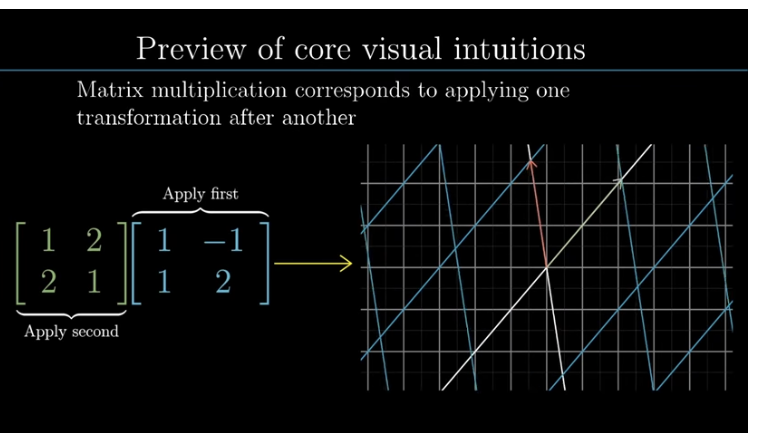 Preview of core visual intuitions
Matrix multiplication corresponds to applying one
transformation after another
Apply first
1 2 1 −1
2 1 1 2
Apply second